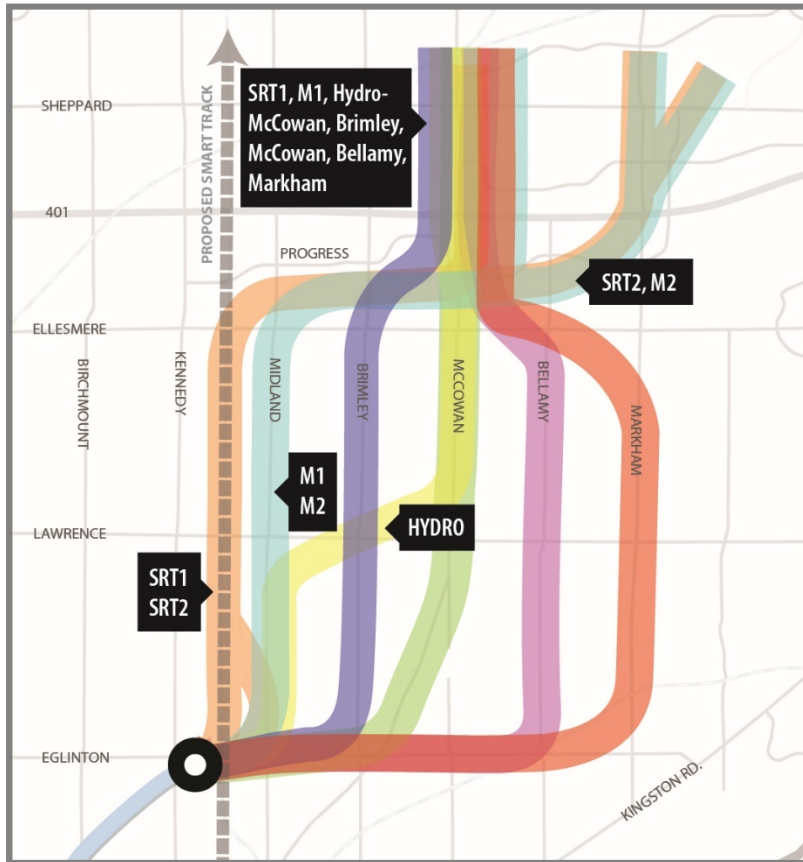 SHEPPARD
PROPOSED SMART TRACK
SRT1, M1, Hydro-
McCowan, Brimley,
McCowan, Bellamy,
Markham
401
PROGRESS
SRT2, M2
ELLESMERE
BIRCHMOUNT
KENNEDY
MIDLAND
BRIMLEY
MCCOWAN
BELLAMY
MARKHAM
M1
M2
HYDRO
LAWRENCE
SRT1
SRT2
EGLINTON
KINGSTON RD.